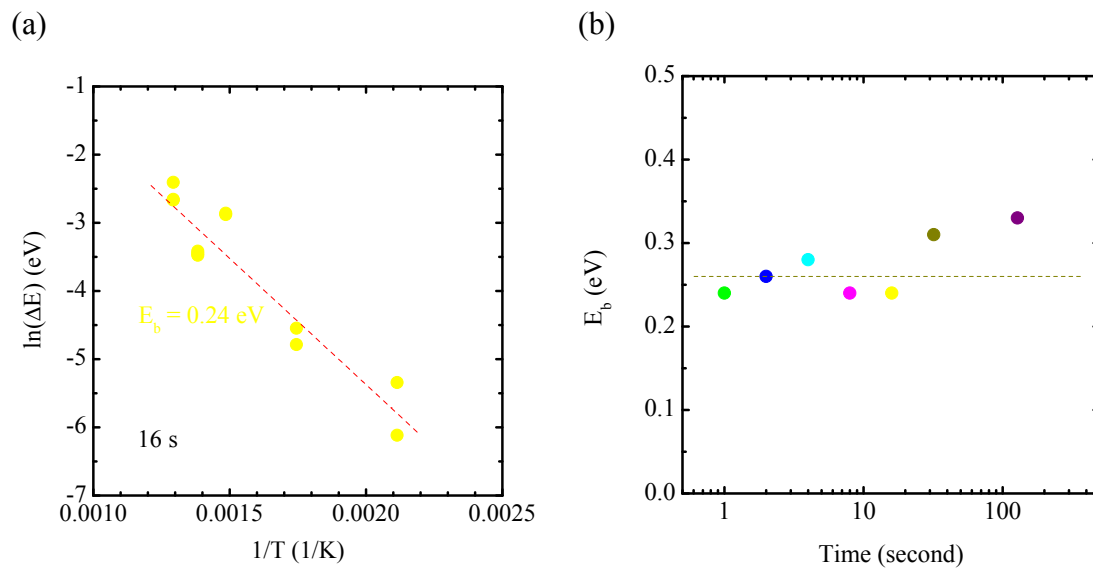 (a)
-1
-2
-3
-4
-5
-6
-7
ln(ΔE) (eV)
E_b = 0.24 eV
16 s
0.0010 0.0015 0.0020 0.0025
1/T (1/K)
(b)
0.5
0.4
0.3
0.2
0.1
0.0
E_b (eV)
1 10 100
Time (second)